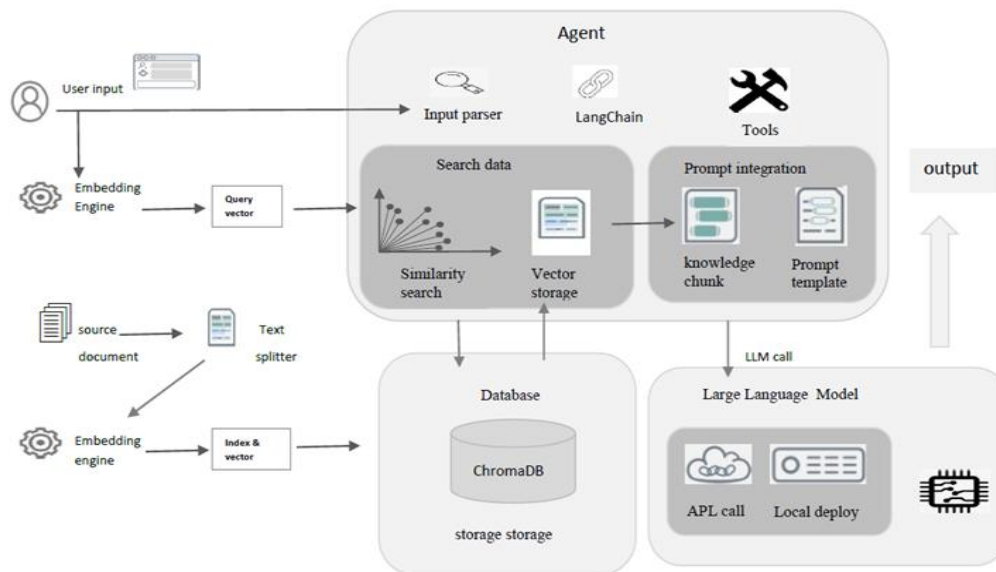 Agent
User input
Input parser
LangChain
Tools
Embedding
Engine
Query
vector
Search data
Similarity
search
Vector
storage
Prompt integration
knowledge
chunk
Prompt
template
output
source
document
Text
splitter
LLM call
Embedding
engine
Index &
vector
Database
ChromaDB
storage storage
Large Language Model
APL call
Local deploy